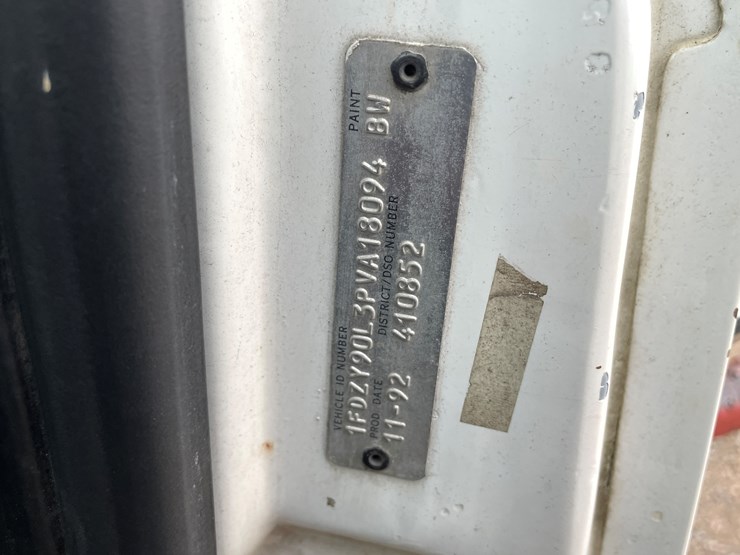 VEHICLE ID NUMBER PAINT
1FDZY90L3PVA18094 BW
PROD DATE DISTRICT/DSO NUMBER
11-92 410852